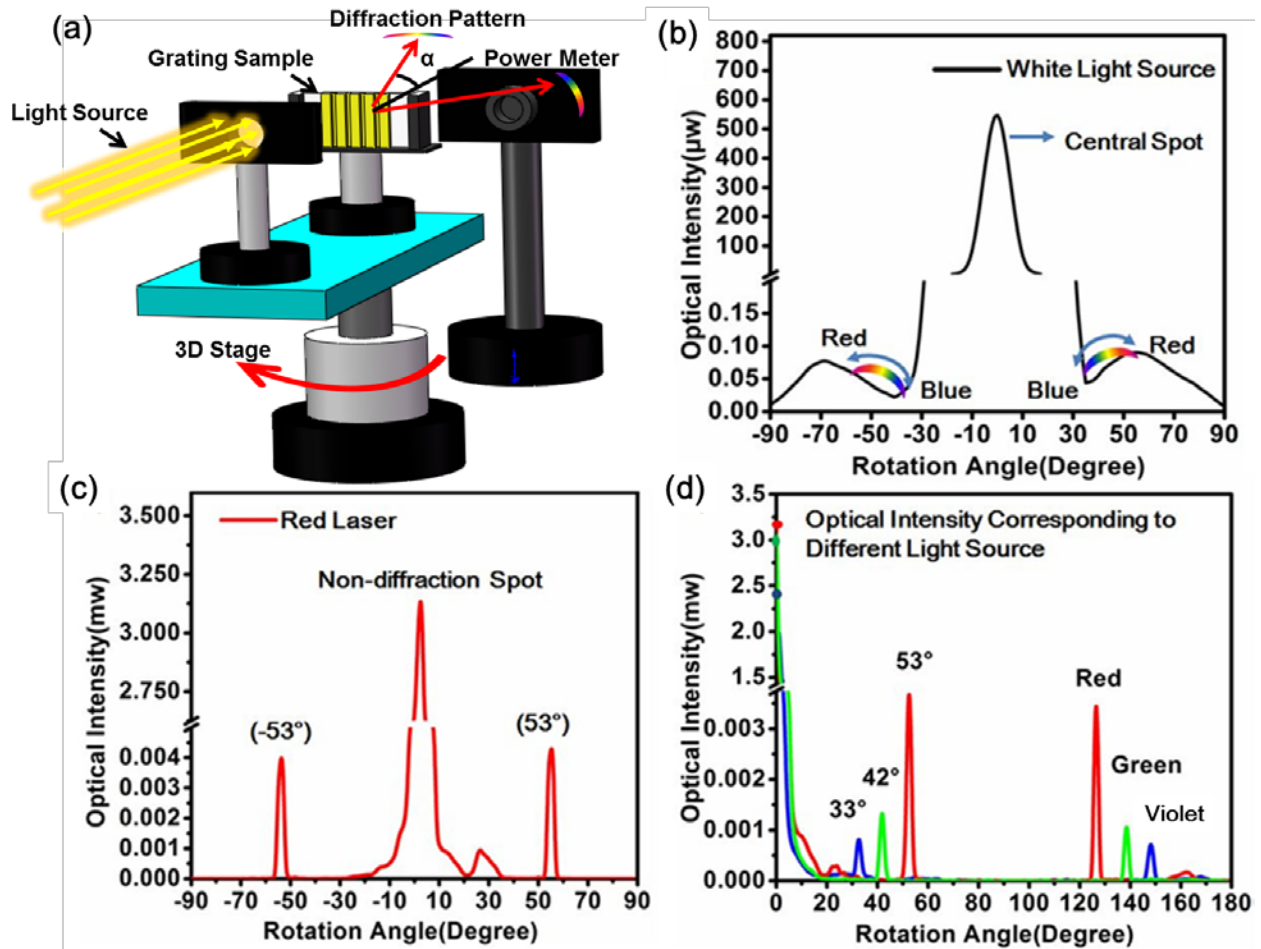 (a)
Diffraction Pattern
Grating Sample
α
Power Meter
Light Source
3D Stage
(b)
800
700
600
500
400
300
200
100
0.15
0.10
0.05
0.00
Optical Intensity(μw)
White Light Source
Central Spot
Red
Blue
Blue
Red
-90 -70 -50 -30 -10 10 30 50 70 90
Rotation Angle(Degree)
(c)
3.500
3.250
3.000
2.750
0.004
0.003
0.002
0.001
0.000
Optical Intensity(mw)
Red Laser
Non-diffraction Spot
(-53°)
(53°)
-90 -70 -50 -30 -10 10 30 50 70 90
Rotation Angle(Degree)
(d)
3.5
3.0
2.5
2.0
1.5
0.003
0.002
0.001
0.000
Optical Intensity(mw)
Optical Intensity Corresponding to
Different Light Source
53°
42°
33°
Red
Green
Violet
0 20 40 60 80 100 120 140 160 180
Rotation Angle(Degree)